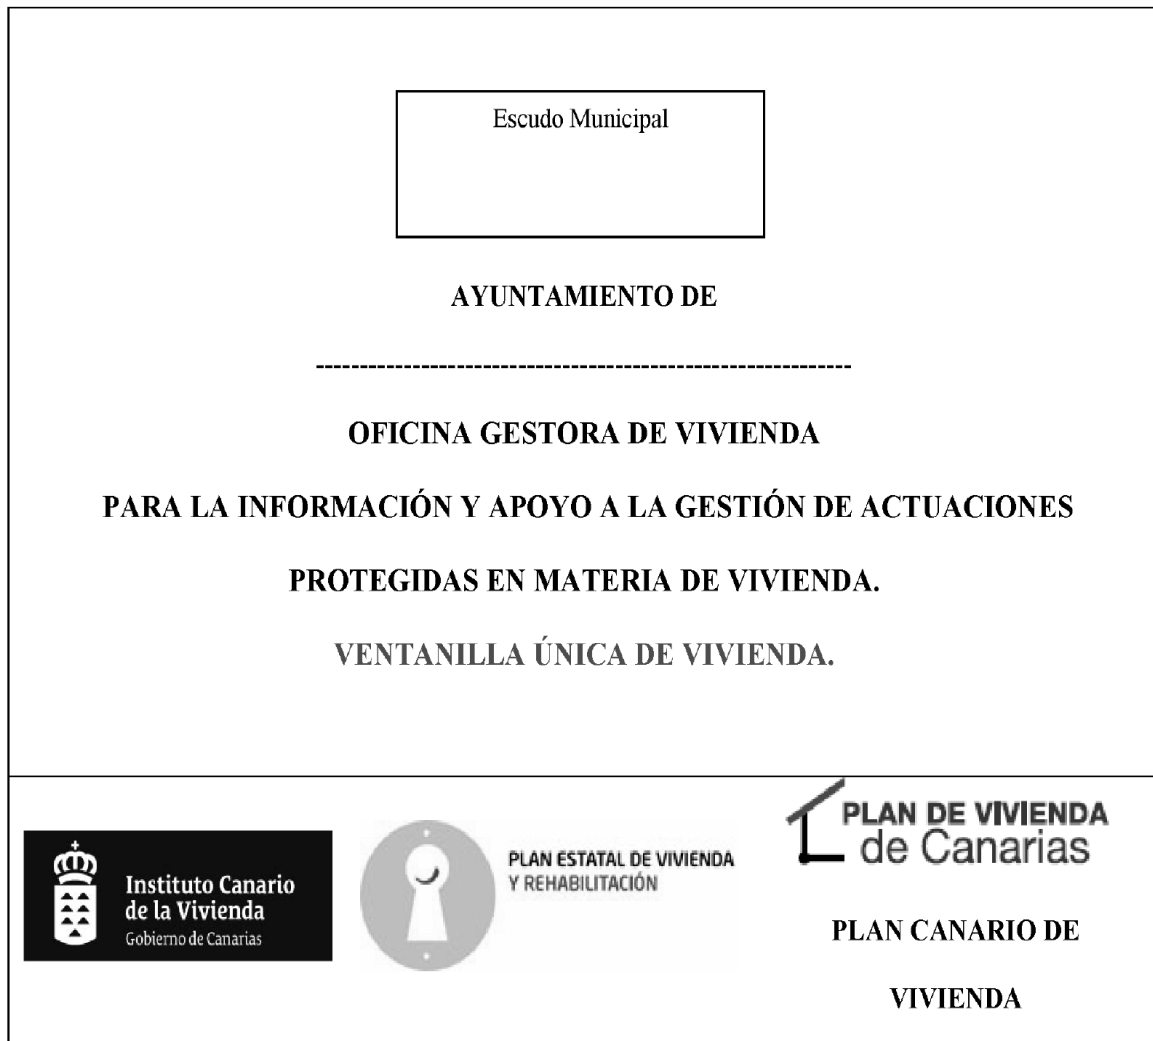 Escudo Municipal
AYUNTAMIENTO DE
-------------------------------------------------------------
OFICINA GESTORA DE VIVIENDA
PARA LA INFORMACIÓN Y APOYO A LA GESTIÓN DE ACTUACIONES
PROTEGIDAS EN MATERIA DE VIVIENDA.
VENTANILLA ÚNICA DE VIVIENDA.
Instituto Canario
de la Vivienda
Gobierno de Canarias
PLAN ESTATAL DE VIVIENDA
Y REHABILITACIÓN
PLAN DE VIVIENDA
de Canarias
PLAN CANARIO DE
VIVIENDA